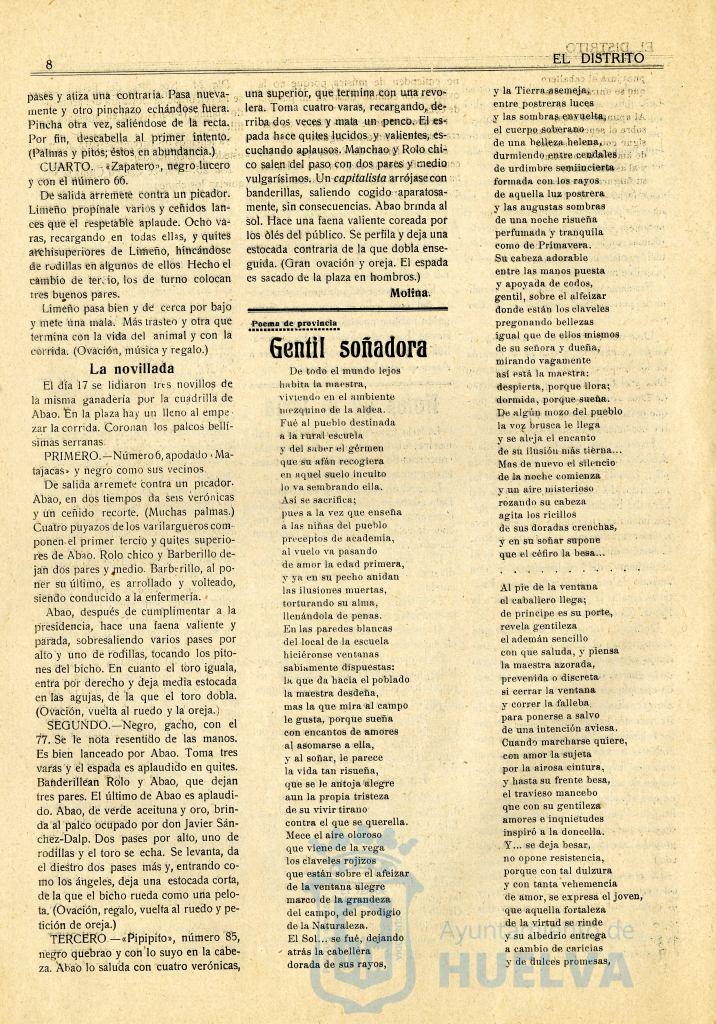 8
EL DISTRITO
pases y atiza una contraria. Pasa nueva-
mente y otro pinchazo echándose fuera.
Pincha otra vez, saliéndose de la recta.
Por fin, descabella al primer intento.
(Palmas y pitos; éstos en abundancia.)
CUARTO. – «Zapatero», negro lucero
y con el número 66.
De salida arremete contra un picador.
Limeño propínale varios y ceñidos lan-
ces que el respetable aplaude. Ocho va-
ras, recargando en todas ellas, y quites
archisuperiores de Limeño, hincándose
de rodillas en algunos de ellos. Hecho el
cambio de tercio, los de turno colocan
tres buenos pares.
Limeño pasa bien y de cerca por bajo
y mete una mala. Más trasteo y otra que
termina con la vida del animal y con la
corrida. (Ovación, música y regalo.)
La novillada
El día 17 se lidiaron tres novillos de
la misma ganadería por la cuadrilla de
Abao. En la plaza hay un lleno al empe-
zar la corrida. Coronan los palcos bellí-
simas serranas.
PRIMERO.—Número 6, apodado «Ma-
tajacas» y negro como sus vecinos.
De salida arremete contra un picador.
Abao, en dos tiempos da seis verónicas
y un ceñido recorte. (Muchas palmas.)
Cuatro puyazos de los varilargueros com-
ponen el primer tercio y quites superio-
res de Abao. Rolo chico y Barberillo de-
jan dos pares y medio. Barberillo, al po-
ner su último, es arrollado y volteado,
siendo conducido a la enfermería.
Abao, después de cumplimentar a la
presidencia, hace una faena valiente y
parada, sobresaliendo varios pases por
alto y uno de rodillas, tocando los pito-
nes del bicho. En cuanto el toro iguala,
entra por derecho y deja media estocada
en las agujas, de la que el toro dobla.
(Ovación, vuelta al ruedo y la oreja.)
SEGUNDO.—Negro, gacho, con el
77. Se le nota resentido de las manos.
Es bien lanceado por Abao. Toma tres
varas y el espada es aplaudido en quites.
Banderillean Rolo y Abao, que dejan
tres pares. El último de Abao es aplaudi-
do. Abao, de verde aceituna y oro, brin-
da al palco ocupado por don Javier Sán-
chez-Dalp. Dos pases por alto, uno de
rodillas y el toro se echa. Se levanta, da
el diestro dos pases más y, entrando co-
mo los ángeles, deja una estocada corta,
de la que el bicho rueda como una pelo-
ta. (Ovación, regalo, vuelta al ruedo y pe-
tición de oreja.)
TERCERO —«Pipipito», número 85,
negro quebrao y con lo suyo en la cabe-
za. Abao lo saluda con cuatro verónicas,
una superior, que termina con una revo-
lera. Toma cuatro varas, recargando, de-
rriba dos veces y mata un penco. El es-
pada hace quites lucidos y valientes, es-
cuchando aplausos. Manchao y Rolo chi-
co salen del paso con dos pares y medio
vulgarísimos. Un capitalista arrójase con
banderillas, saliendo cogido aparatosa-
mente, sin consecuencias. Abao brinda al
sol. Hace una faena valiente coreada por
los ólés del público. Se perfila y deja una
estocada contraria de la que dobla ense-
guida. (Gran ovación y oreja. El espada
es sacado de la plaza en hombros.)
Molina.
Poema de provincia
Gentil soñadora
De todo el mundo lejos
habita la maestra,
viviendo en el ambiente
mezquino de la aldea.
Fué al pueblo destinada
a la rural escuela
y del saber el gérmen
que su afán recogiera
en aquel suelo inculto
lo va sembrando ella.
Así se sacrifica;
pues a la vez que enseña
a las niñas del pueblo
preceptos de academia,
al vuelo va pasando
de amor la edad primera,
y ya en su pecho anidan
las ilusiones muertas,
torturando su alma,
llenándola de penas.
En las paredes blancas
del local de la escuela
hiciéronse ventanas
sabiamente dispuestas:
la que da hacia el poblado
la maestra desdeña,
mas la que mira al campo
le gusta, porque sueña
con encantos de amores
al asomarse a ella,
y al soñar, le parece
la vida tan risueña,
que se le antoja alegre
aun la propia tristeza
de su vivir tirano
contra el que se querella.
Mece el aire oloroso
que viene de la vega
los claveles rojizos
que están sobre el afeizar
de la ventana alegre
marco de la grandeza
del campo, del prodigio
de la Naturaleza.
El Sol... se fué, dejando
atrás la cabellera
dorada de sus rayos,
y la Tierra asemeja,
entre postreras luces
y las sombras envuelta,
el cuerpo soberano
de una belleza helena,
durmiendo entre cendales
de urdimbre semiincierta
formada con los rayos
de aquella luz postrera
y las augustas sombras
de una noche risueña
perfumada y tranquila
como de Primavera.
Su cabeza adorable
entre las manos puesta
y apoyada de codos,
gentil, sobre el afeizar
donde están los claveles
pregonando bellezas
igual que de ellos mismos
de su señora y dueña,
mirando vagamente
así está la maestra:
despierta, porque llora;
dormida, porque sueña.
De algún mozo del pueblo
la voz brusca le llega
y se aleja el encanto
de su ilusión más tierna...
Mas de nuevo el silencio
de la noche comienza
y un aire misterioso
rozando su cabeza
agita los ricillos
de sus doradas crenchas,
y en su soñar supone
que el céfiro la besa...
. . . . . . . . . . .
Al pie de la ventana
el caballero llega;
de príncipe es su porte,
revela gentileza
el ademán sencillo
con que saluda, y piensa
la maestra azorada,
prevenida o discreta
si cerrar la ventana
y correr la falleba
para ponerse a salvo
de una intención aviesa.
Cuando marcharse quiere,
con amor la sujeta
por la airosa cintura,
y hasta su frente besa,
el travieso mancebo
que con su gentileza
amores e inquietudes
inspiró a la doncella.
Y... se deja besar,
no opone resistencia,
porque con tal dulzura
y con tanta vehemencia
de amor, se expresa el joven,
que aquella fortaleza
de la virtud se rinde
y su albedrío entrega
a cambio de caricias
y de dulces promesas,
Ayuntamiento de
HUELVA